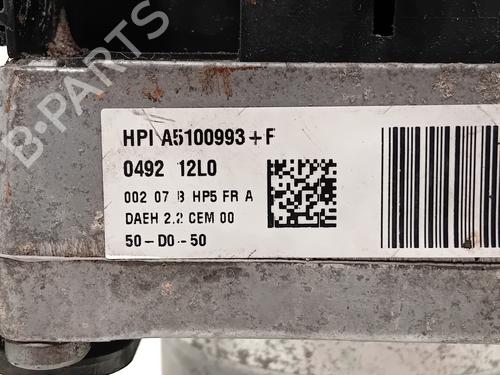 B-PARTS
HPI A5100993+F
0492 12L0
002 07 B HP5 FR A
DAEH 2.2 CEM 00
50-D0-50